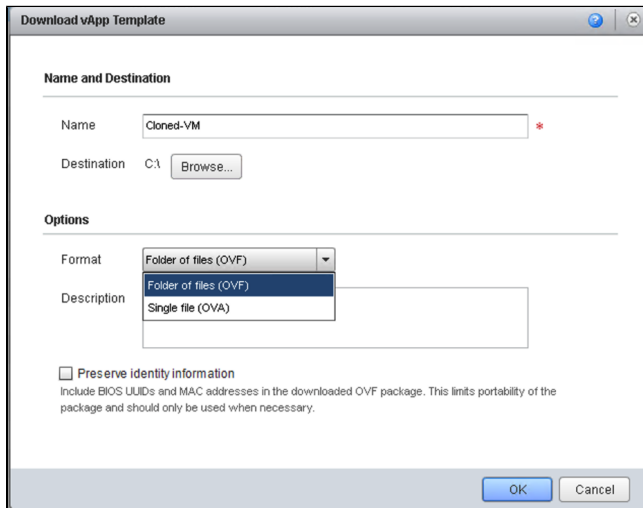 Download vApp Template
Name and Destination
Name Cloned-VM *
Destination C:\ Browse...
Options
Format Folder of files (OVF)
Folder of files (OVF)
Description
Single file (OVA)
Preserve identity information
Include BIOS UUIDs and MAC addresses in the downloaded OVF package. This limits portability of the
package and should only be used when necessary.
OK Cancel